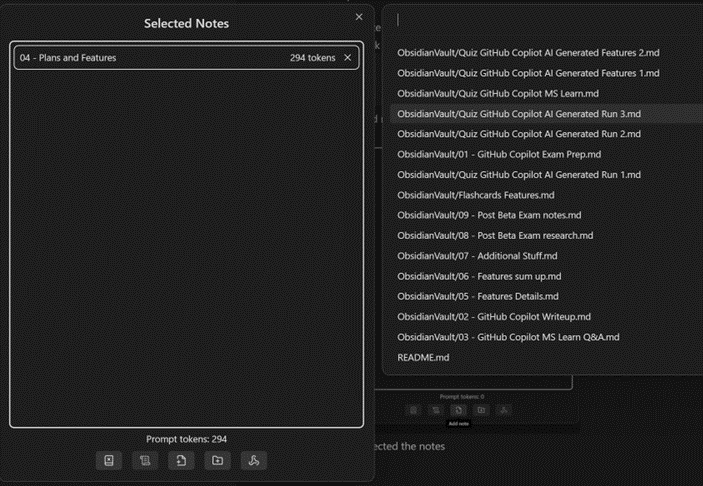 Selected Notes
04 - Plans and Features 294 tokens
Prompt tokens: 294
ObsidianVault/Quiz GitHub Copliot AI Generated Features 2.md
ObsidianVault/Quiz GitHub Copilot AI Generated Features 1.md
ObsidianVault/Quiz GitHub Copilot MS Learn.md
ObsidianVault/Quiz GitHub Copilot AI Generated Run 3.md
ObsidianVault/Quiz GitHub Copilot AI Generated Run 2.md
ObsidianVault/01 - GitHub Copilot Exam Prep.md
ObsidianVault/Quiz GitHub Copilot AI Generated Run 1.md
ObsidianVault/Flashcards Features.md
ObsidianVault/09 - Post Beta Exam notes.md
ObsidianVault/08 - Post Beta Exam research.md
ObsidianVault/07 - Additional Stuff.md
ObsidianVault/06 - Features sum up.md
ObsidianVault/05 - Features Details.md
ObsidianVault/02 - GitHub Copilot Writeup.md
ObsidianVault/03 - GitHub Copilot MS Learn Q&A.md
README.md
Prompt tokens: 0
Add note
ected the notes